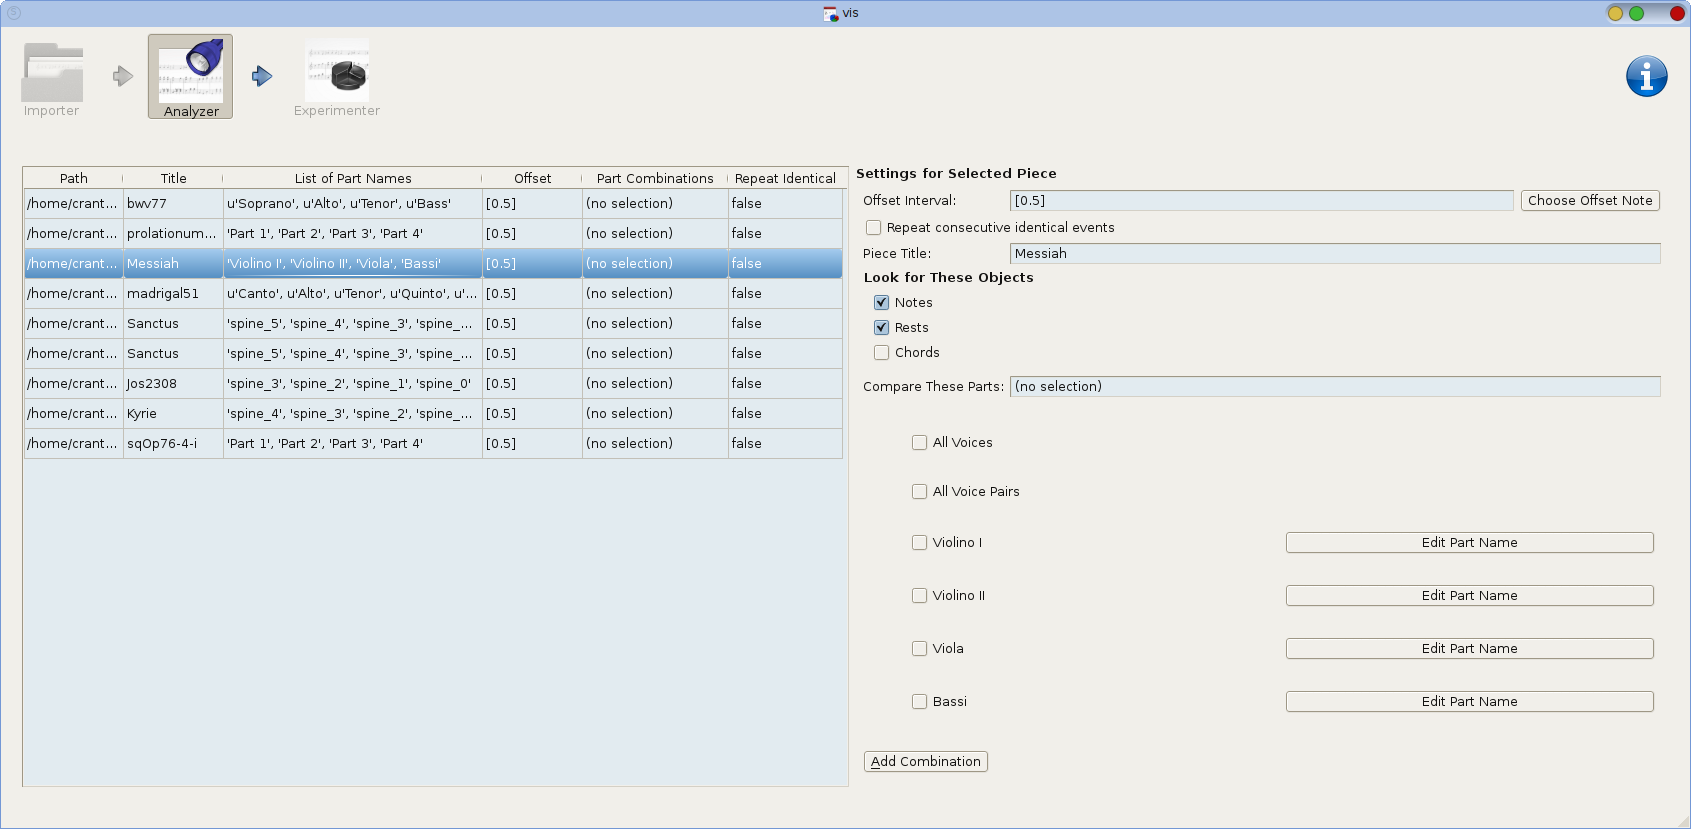 vis
Importer
Analyzer
Experimenter
Path Title List of Part Names Offset Part Combinations Repeat Identical
/home/crant... bwv77 u'Soprano', u'Alto', u'Tenor', u'Bass' [0.5] (no selection) false
/home/crant... prolationum... 'Part 1', 'Part 2', 'Part 3', 'Part 4' [0.5] (no selection) false
/home/crant... Messiah 'Violino I', 'Violino II', 'Viola', 'Bassi' [0.5] (no selection) false
/home/crant... madrigal51 u'Canto', u'Alto', u'Tenor', u'Quinto', u'... [0.5] (no selection) false
/home/crant... Sanctus 'spine_5', 'spine_4', 'spine_3', 'spine_... [0.5] (no selection) false
/home/crant... Sanctus 'spine_5', 'spine_4', 'spine_3', 'spine_... [0.5] (no selection) false
/home/crant... Jos2308 'spine_3', 'spine_2', 'spine_1', 'spine_0' [0.5] (no selection) false
/home/crant... Kyrie 'spine_4', 'spine_3', 'spine_2', 'spine_... [0.5] (no selection) false
/home/crant... sqOp76-4-i 'Part 1', 'Part 2', 'Part 3', 'Part 4' [0.5] (no selection) false
Settings for Selected Piece
Offset Interval: [0.5] Choose Offset Note
Repeat consecutive identical events
Piece Title: Messiah
Look for These Objects
Notes
Rests
Chords
Compare These Parts: (no selection)
All Voices
All Voice Pairs
Violino I Edit Part Name
Violino II Edit Part Name
Viola Edit Part Name
Bassi Edit Part Name
Add Combination